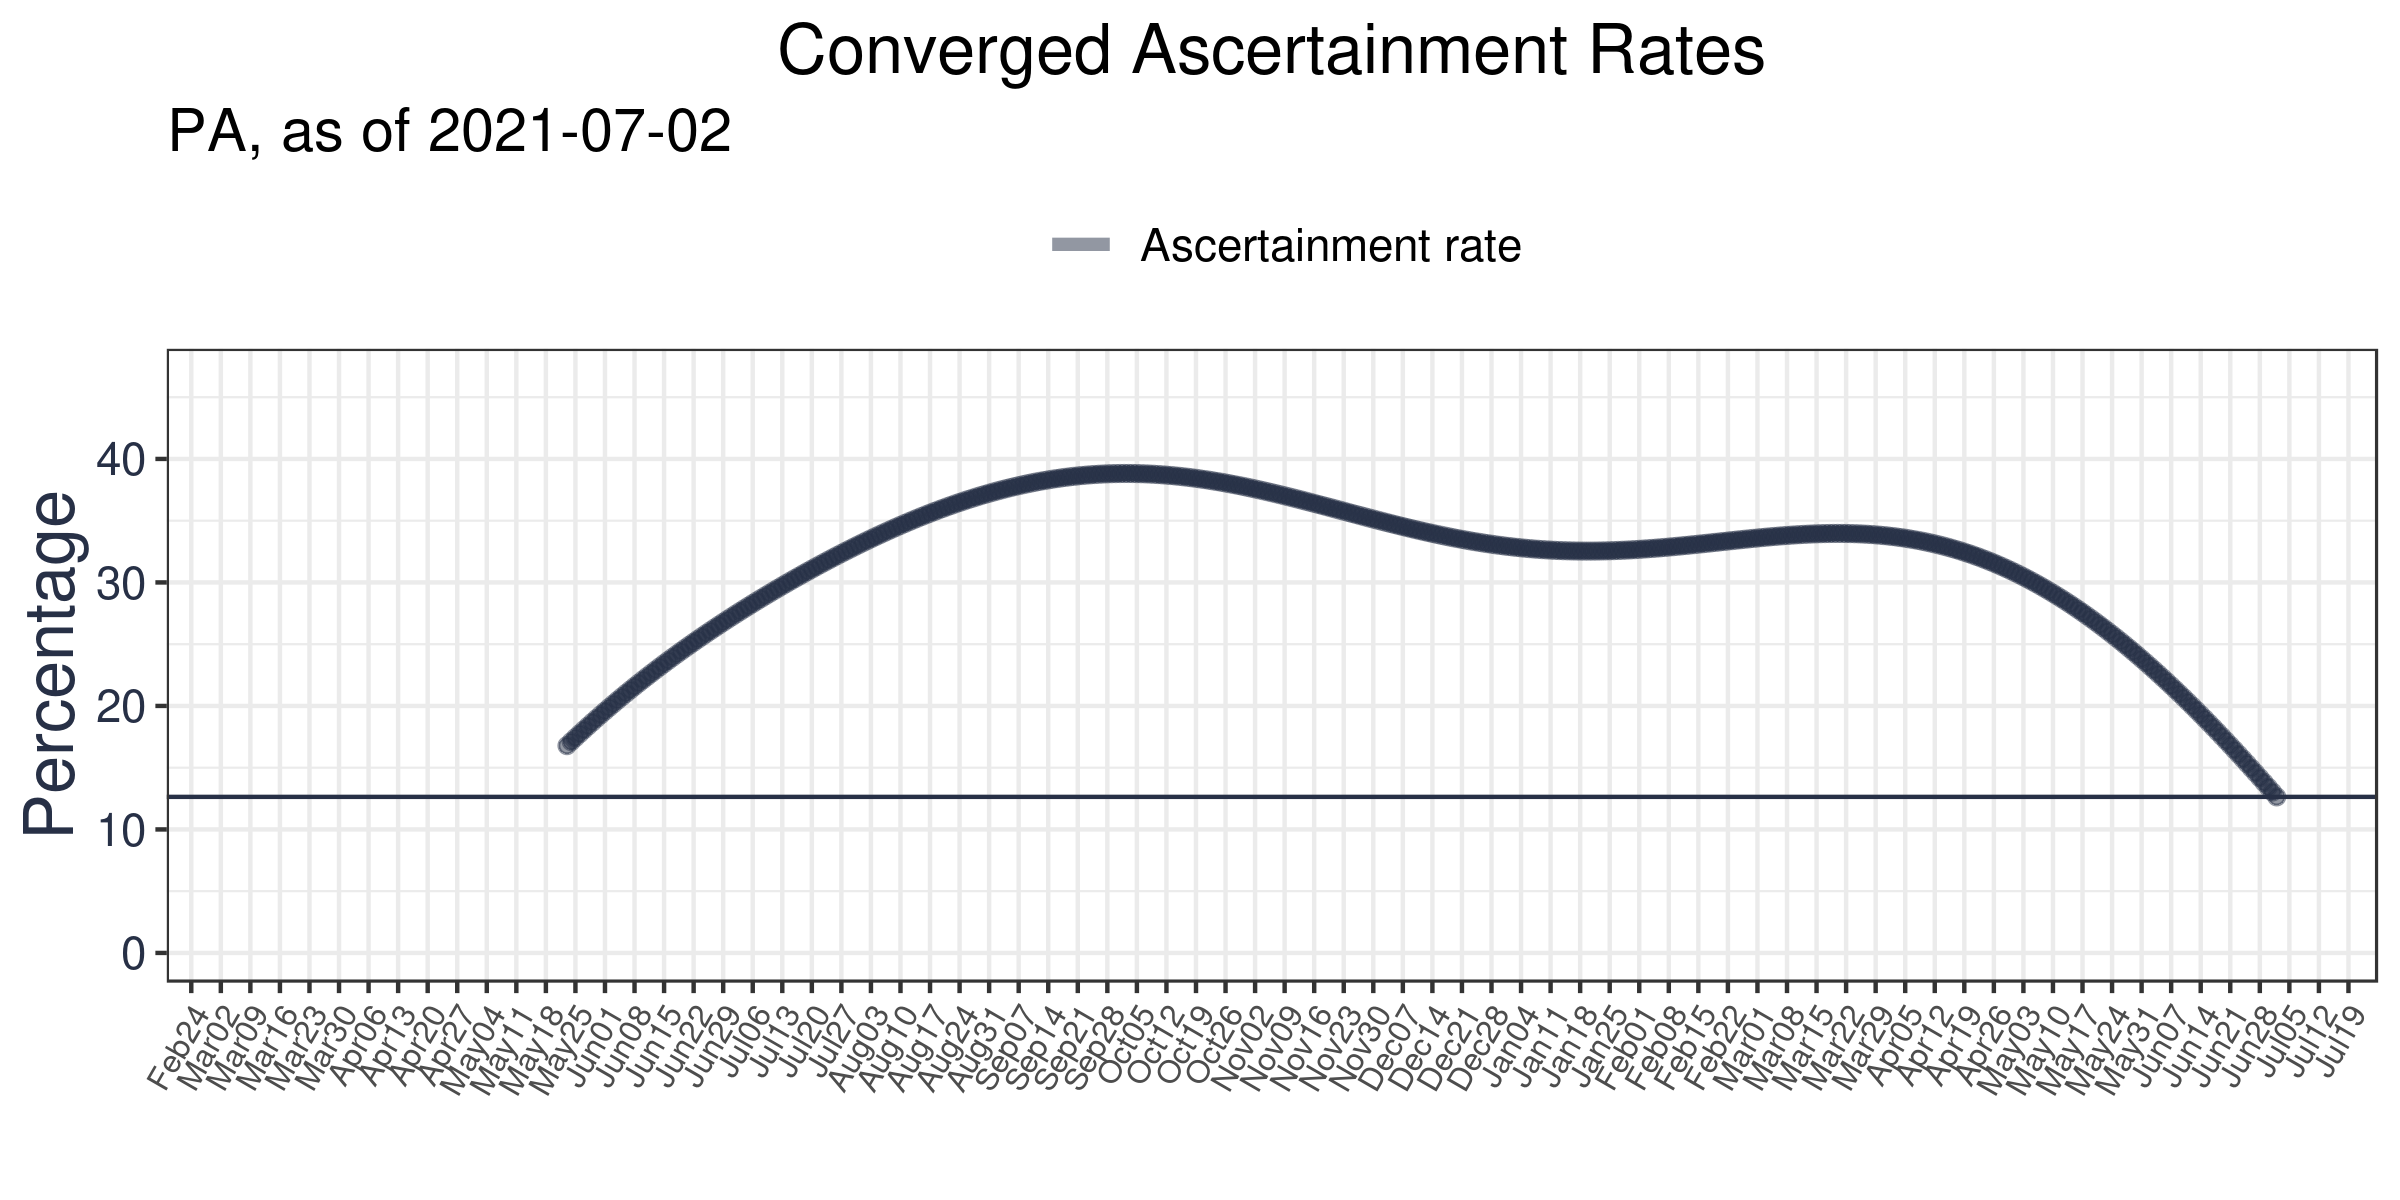 Converged Ascertainment Rates
PA, as of 2021-07-02
Ascertainment rate
Percentage
40
30
20
10
0
Feb24
Mar02
Mar09
Mar16
Mar23
Mar30
Apr06
Apr13
Apr20
Apr27
May04
May11
May18
May25
Jun01
Jun08
Jun15
Jun22
Jun29
Jul06
Jul13
Jul20
Jul27
Aug03
Aug10
Aug17
Aug24
Aug31
Sep07
Sep14
Sep21
Sep28
Oct05
Oct12
Oct19
Oct26
Nov02
Nov09
Nov16
Nov23
Nov30
Dec07
Dec14
Dec21
Dec28
Jan04
Jan11
Jan18
Jan25
Feb01
Feb08
Feb15
Feb22
Mar01
Mar08
Mar15
Mar22
Mar29
Apr05
Apr12
Apr19
Apr26
May03
May10
May17
May24
May31
Jun07
Jun14
Jun21
Jun28
Jul05
Jul12
Jul19